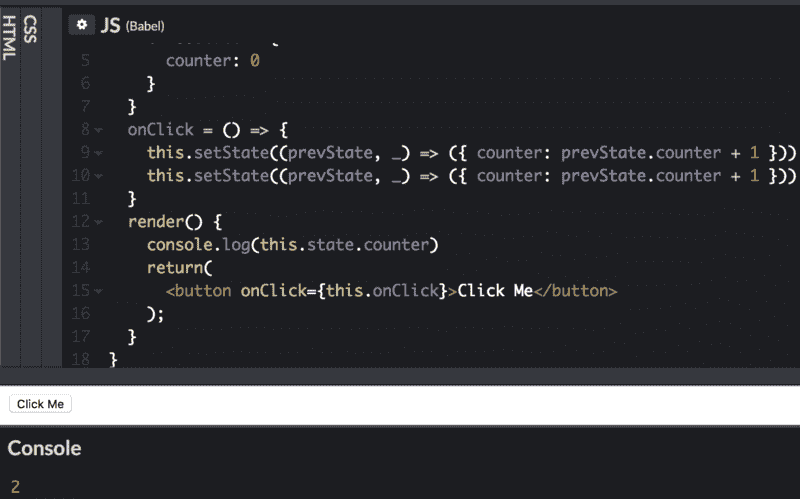 HTML
CSS
JS (Babel)
{
5 counter: 0
6 }
7 }
8 onClick = () => {
9 this.setState((prevState, _) => ({ counter: prevState.counter + 1 }))
10 this.setState((prevState, _) => ({ counter: prevState.counter + 1 }))
11 }
12 render() {
13 console.log(this.state.counter)
14 return(
15 <button onClick={this.onClick}>Click Me</button>
16 );
17 }
18 }
Click Me
Console
2